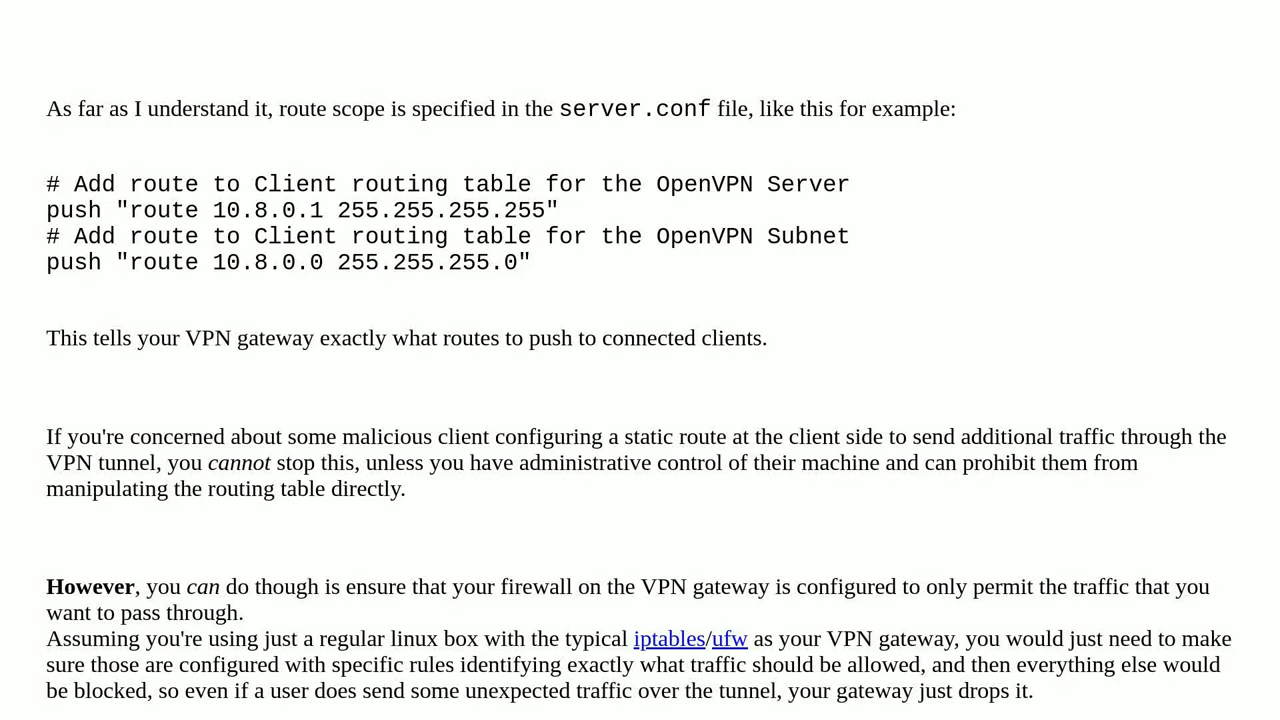 As far as I understand it, route scope is specified in the server.conf file, like this for example:
# Add route to Client routing table for the OpenVPN Server
push "route 10.8.0.1 255.255.255.255"
# Add route to Client routing table for the OpenVPN Subnet
push "route 10.8.0.0 255.255.255.0"
This tells your VPN gateway exactly what routes to push to connected clients.
If you're concerned about some malicious client configuring a static route at the client side to send additional traffic through the
VPN tunnel, you cannot stop this, unless you have administrative control of their machine and can prohibit them from
manipulating the routing table directly.
However, you can do though is ensure that your firewall on the VPN gateway is configured to only permit the traffic that you
want to pass through.
Assuming you're using just a regular linux box with the typical iptables/ufw as your VPN gateway, you would just need to make
sure those are configured with specific rules identifying exactly what traffic should be allowed, and then everything else would
be blocked, so even if a user does send some unexpected traffic over the tunnel, your gateway just drops it.